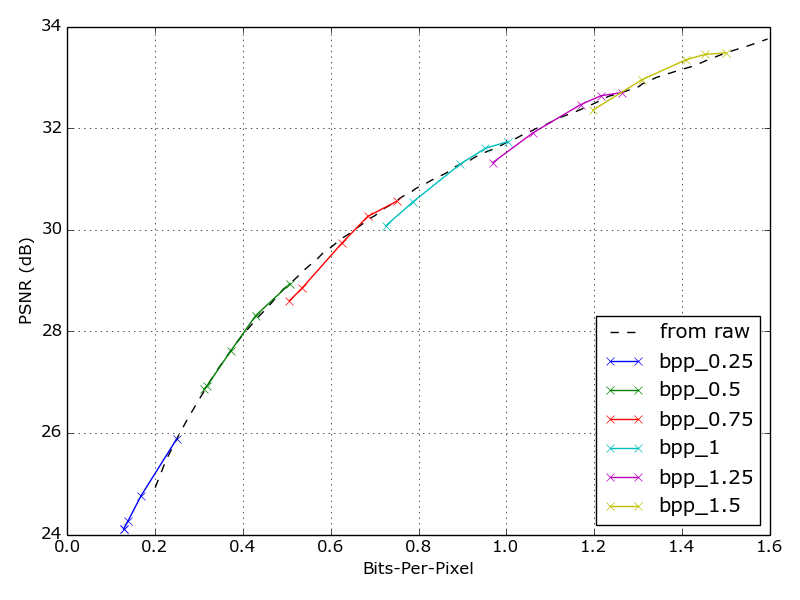 34
32
30
28
26
24
PSNR (dB)
from raw
bpp_0.25
bpp_0.5
bpp_0.75
bpp_1
bpp_1.25
bpp_1.5
0.0 0.2 0.4 0.6 0.8 1.0 1.2 1.4 1.6
Bits-Per-Pixel